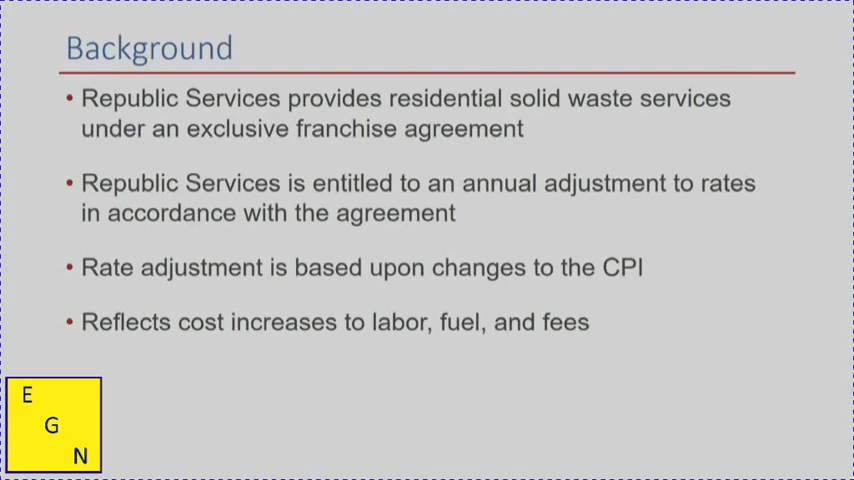 Background
• Republic Services provides residential solid waste services
under an exclusive franchise agreement
• Republic Services is entitled to an annual adjustment to rates
in accordance with the agreement
• Rate adjustment is based upon changes to the CPI
• Reflects cost increases to labor, fuel, and fees
E
G
N